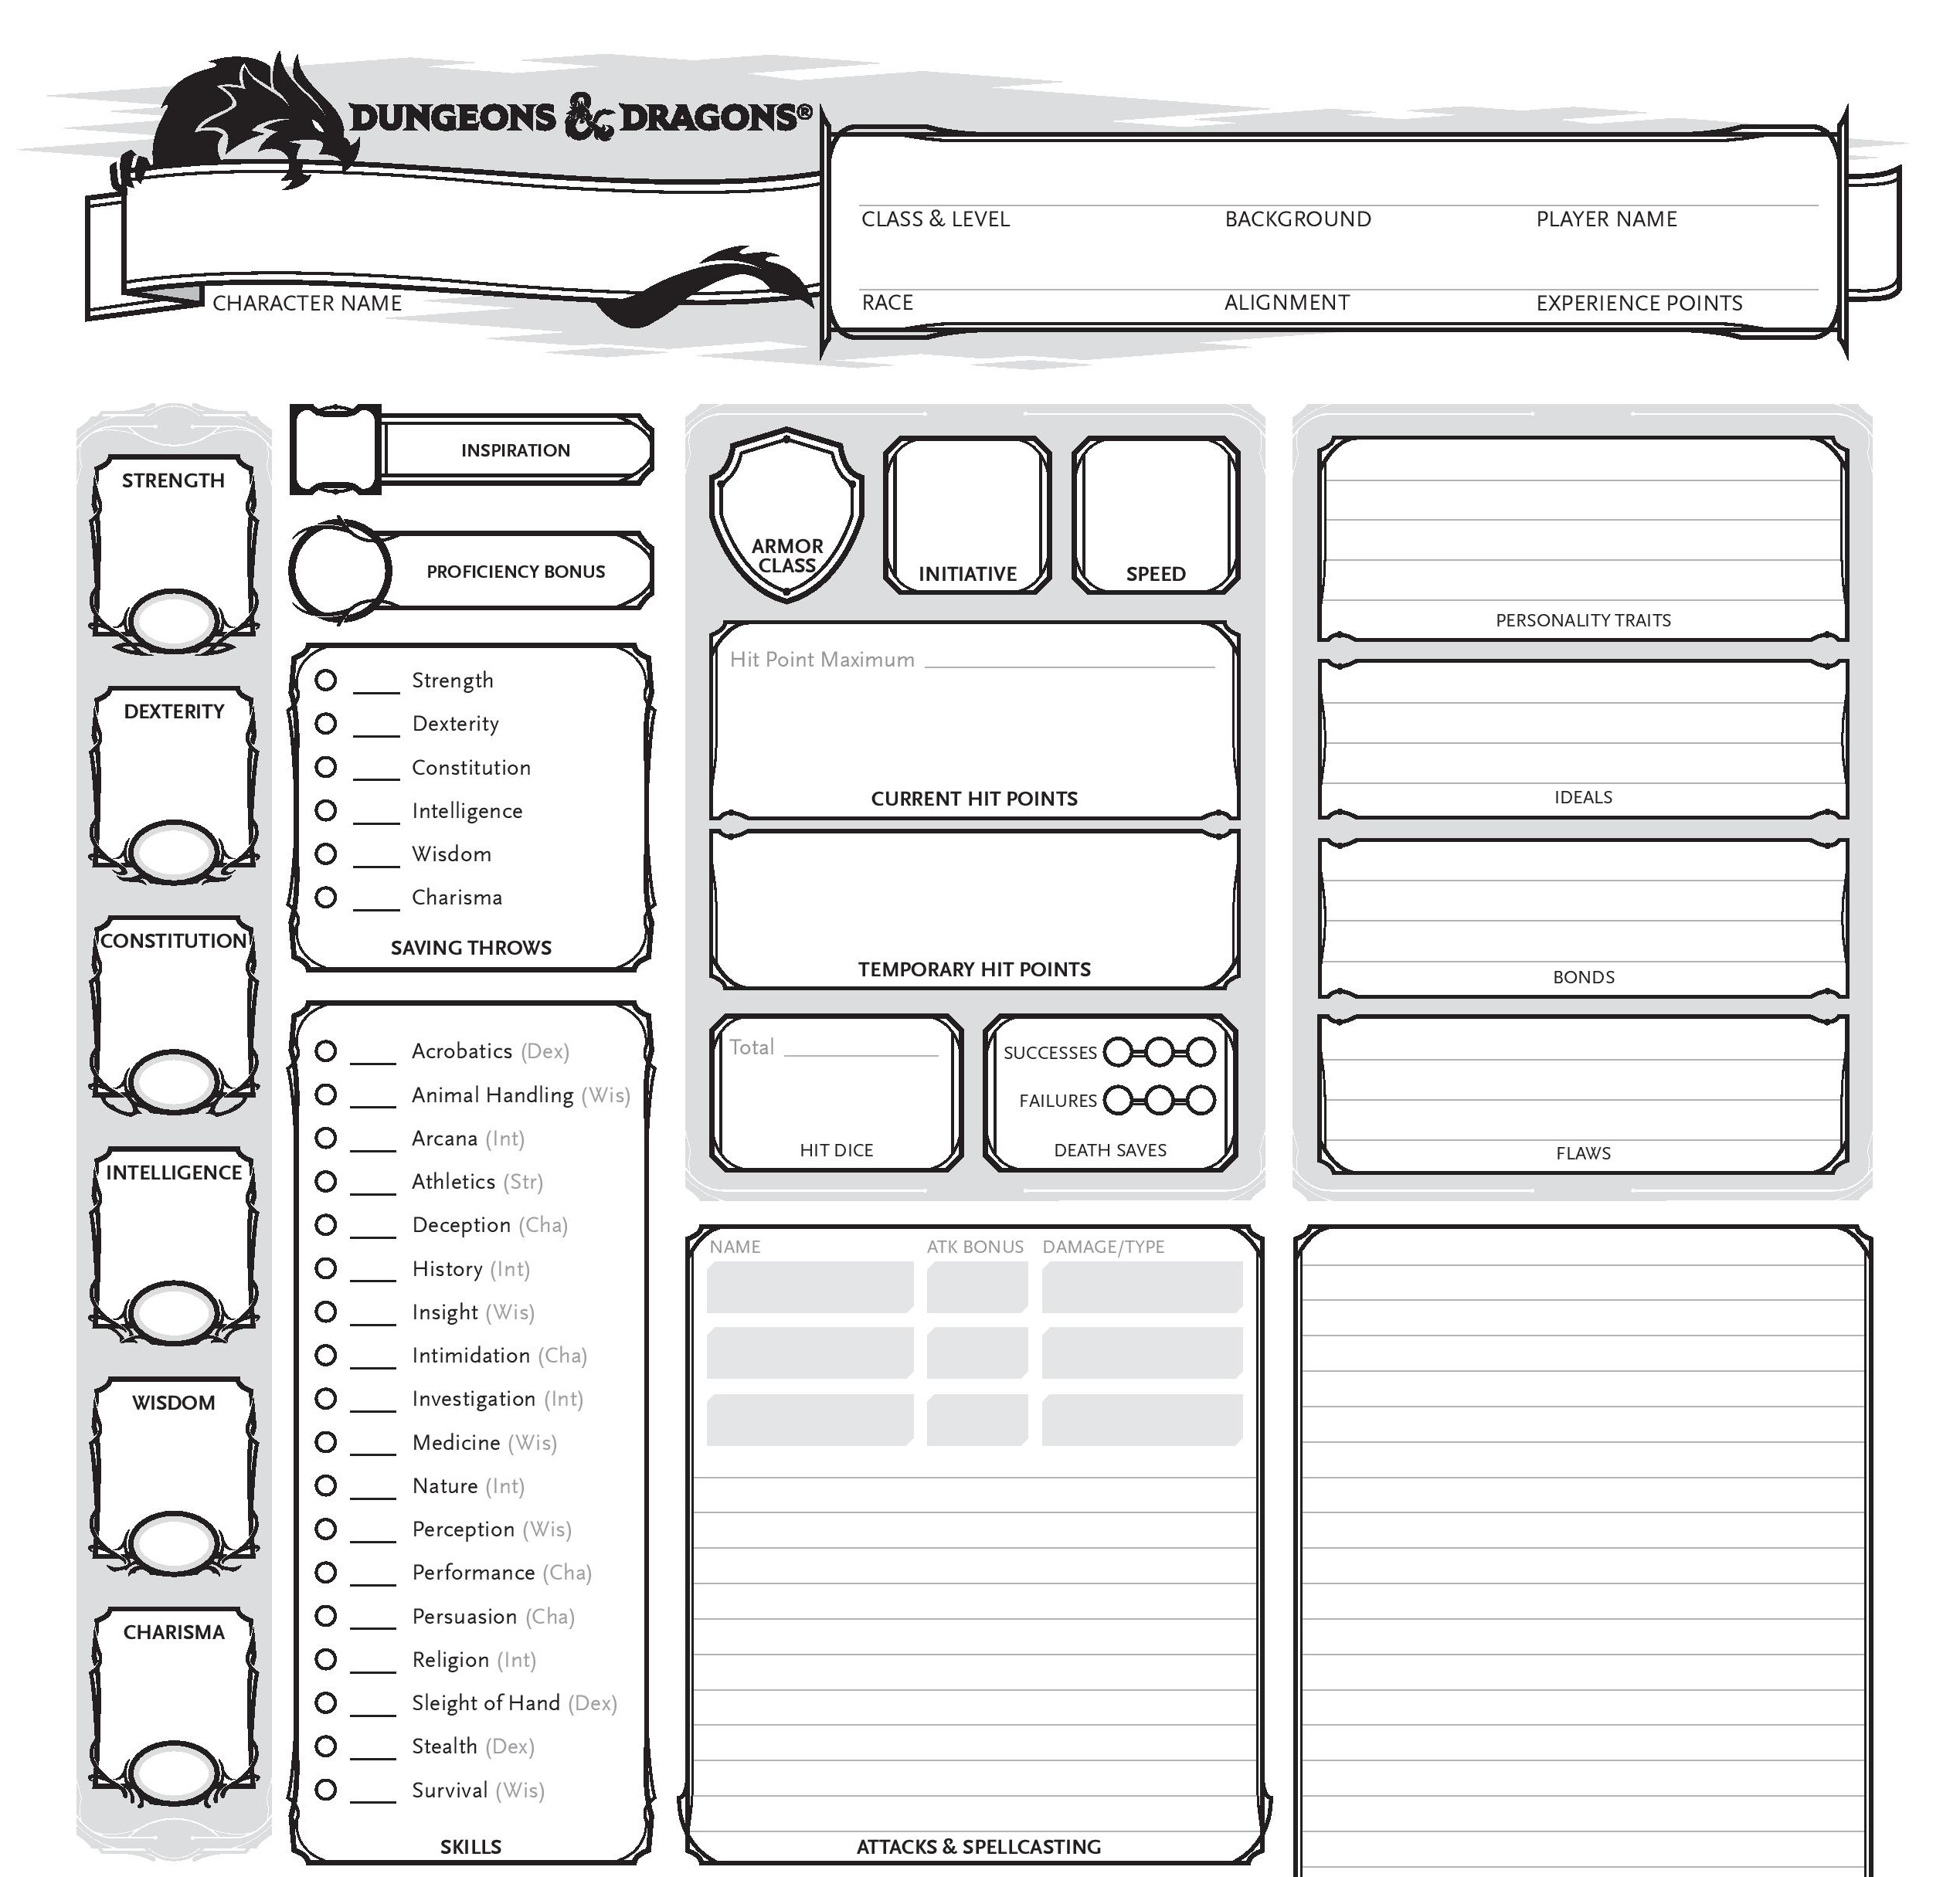 DUNGEONS & DRAGONS®
CLASS & LEVEL BACKGROUND PLAYER NAME
CHARACTER NAME
RACE ALIGNMENT EXPERIENCE POINTS
STRENGTH
DEXTERITY
CONSTITUTION
INTELLIGENCE
WISDOM
CHARISMA
INSPIRATION
PROFICIENCY BONUS
Strength
Dexterity
Constitution
Intelligence
Wisdom
Charisma
SAVING THROWS
Acrobatics (Dex)
Animal Handling (Wis)
Arcana (Int)
Athletics (Str)
Deception (Cha)
History (Int)
Insight (Wis)
Intimidation (Cha)
Investigation (Int)
Medicine (Wis)
Nature (Int)
Perception (Wis)
Performance (Cha)
Persuasion (Cha)
Religion (Int)
Sleight of Hand (Dex)
Stealth (Dex)
Survival (Wis)
SKILLS
ARMOR
CLASS
INITIATIVE
SPEED
Hit Point Maximum
CURRENT HIT POINTS
TEMPORARY HIT POINTS
Total
HIT DICE
SUCCESSES
FAILURES
DEATH SAVES
NAME ATK BONUS DAMAGE/TYPE
ATTACKS & SPELLCASTING
PERSONALITY TRAITS
IDEALS
BONDS
FLAWS